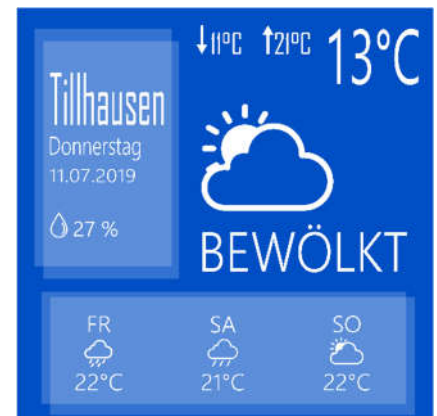 ↓11°C ↑21°C 13°C
Tillhausen
Donnerstag
11.07.2019
27 %
BEWÖLKT
FR SA SO
22°C 21°C 22°C